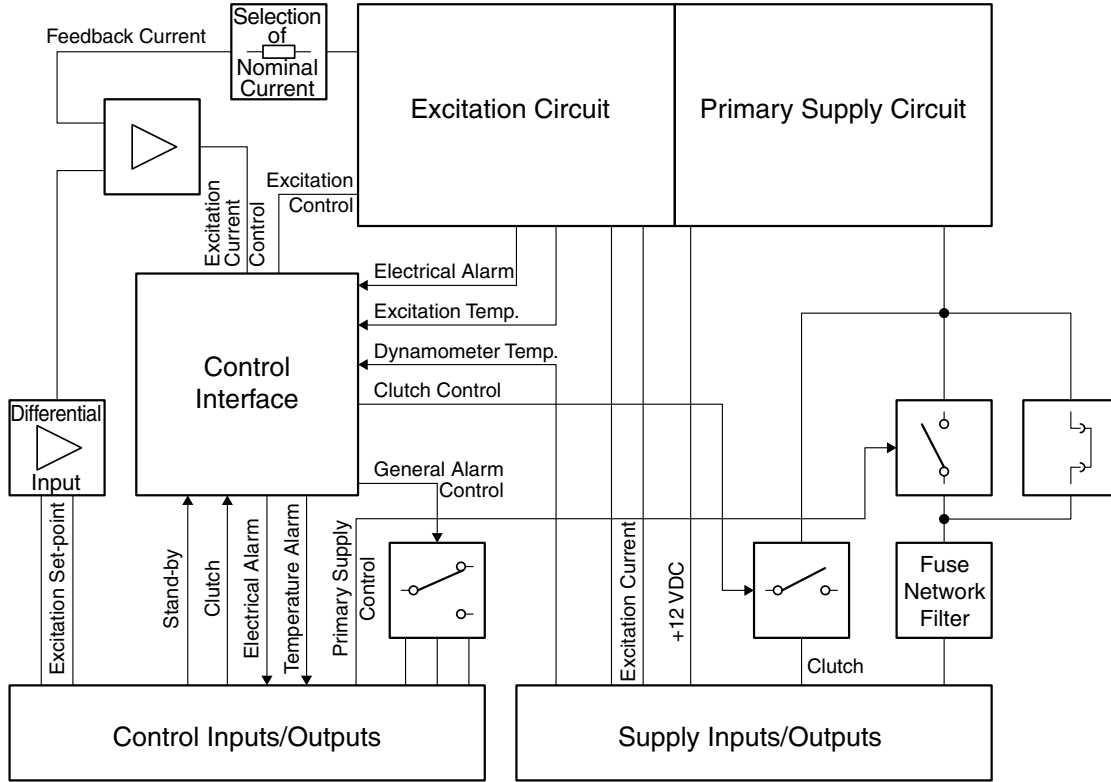 Selection
of
Nominal
Current
Feedback Current
Excitation Circuit
Primary Supply Circuit
Excitation
Control
Excitation
Current
Control
Electrical Alarm
Excitation Temp.
Dynamometer Temp.
Clutch Control
Control
Interface
Differential
Input
General Alarm
Control
Excitation Set-point
Stand-by
Clutch
Electrical Alarm
Temperature Alarm
Primary Supply
Control
Excitation Current
+12 VDC
Fuse
Network
Filter
Clutch
Control Inputs/Outputs
Supply Inputs/Outputs